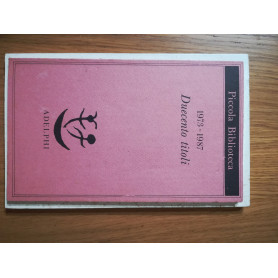 Piccola Biblioteca
1973-1987
Duecento titoli
ADELPHI